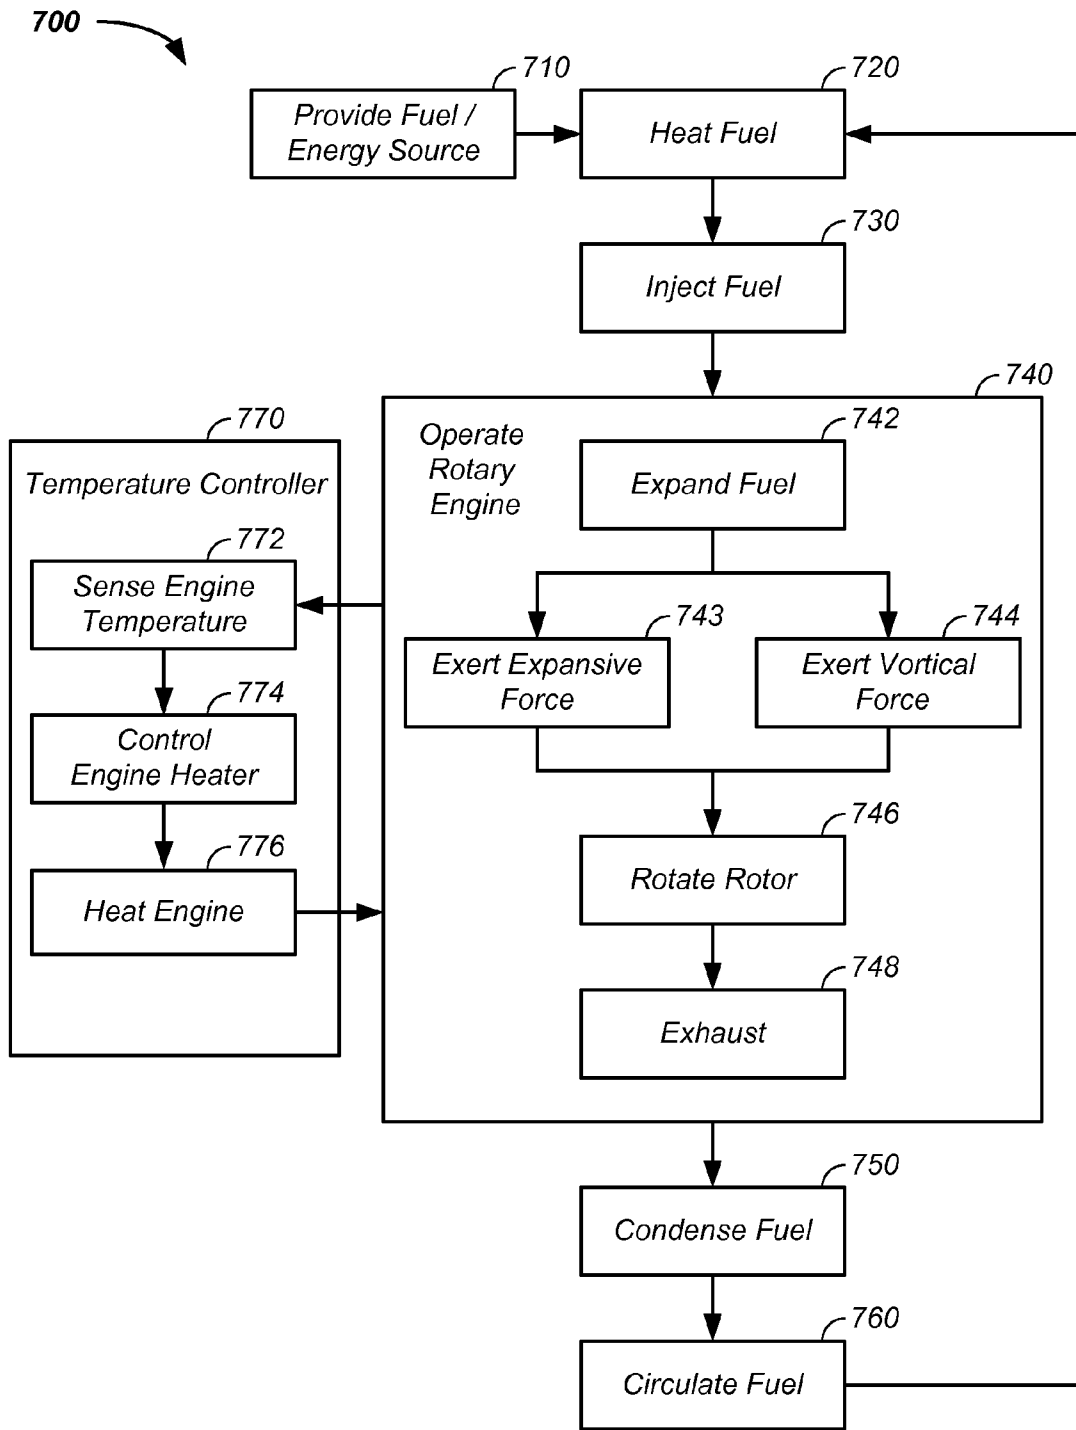 700
710
Provide Fuel /
Energy Source
720
Heat Fuel
730
Inject Fuel
740
Operate
Rotary
Engine
742
Expand Fuel
743
Exert Expansive
Force
744
Exert Vortical
Force
746
Rotate Rotor
748
Exhaust
770
Temperature Controller
772
Sense Engine
Temperature
774
Control
Engine Heater
776
Heat Engine
750
Condense Fuel
760
Circulate Fuel